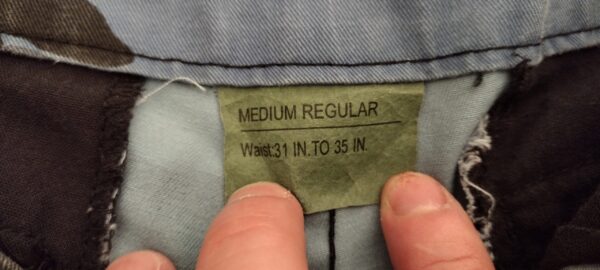 MEDIUM REGULAR
Waist:31 IN.TO 35 IN.